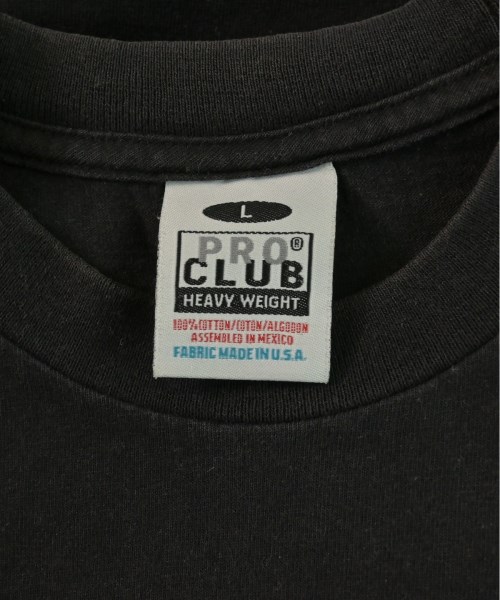 L
PRO®
CLUB
HEAVY WEIGHT
100% COTTON/COTON/ALGODON
ASSEMBLED IN MEXICO
FABRIC MADE IN U.S.A.